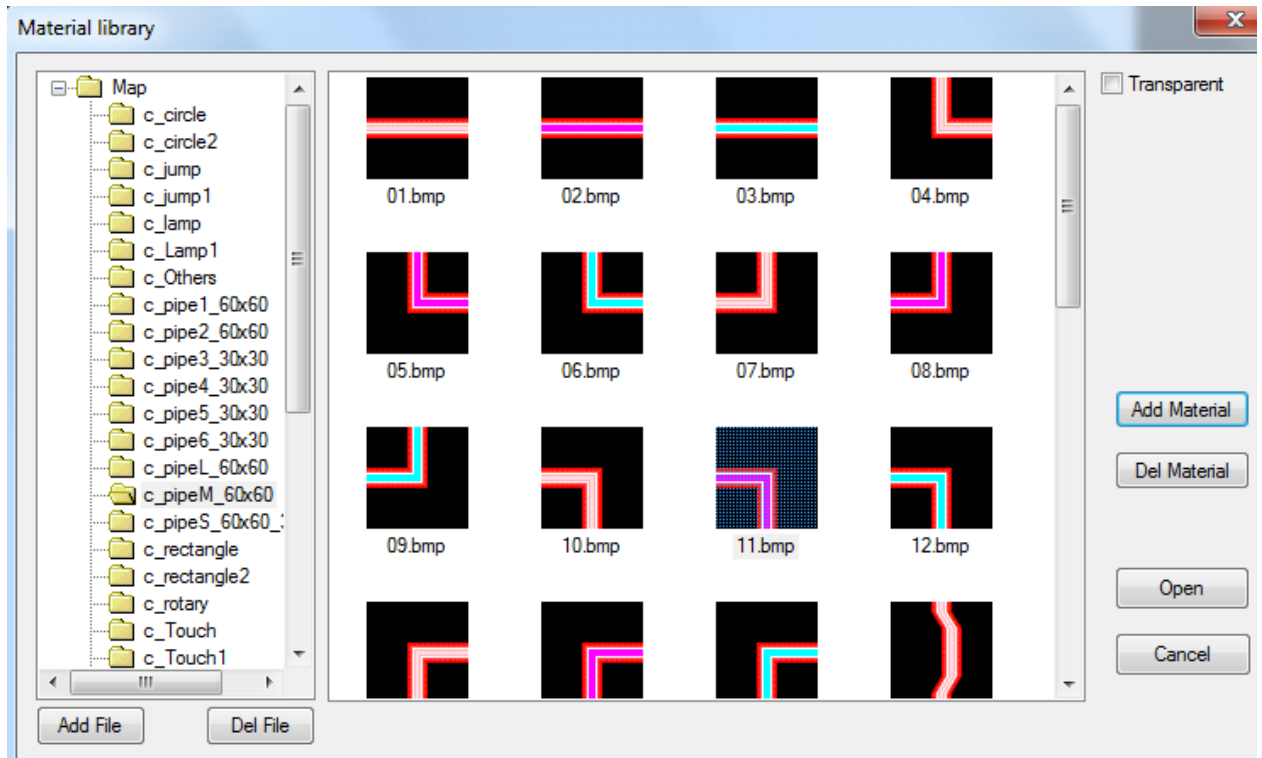 Material library
Map
c_circle
c_circle2
c_jump
c_jump1
c_lamp
c_Lamp1
c_Others
c_pipe1_60x60
c_pipe2_60x60
c_pipe3_30x30
c_pipe4_30x30
c_pipe5_30x30
c_pipe6_30x30
c_pipeL_60x60
c_pipeM_60x60
c_pipeS_60x60_
c_rectangle
c_rectangle2
c_rotary
c_Touch
c_Touch1
Add File Del File
01.bmp 02.bmp 03.bmp 04.bmp
05.bmp 06.bmp 07.bmp 08.bmp
09.bmp 10.bmp 11.bmp 12.bmp
Transparent
Add Material
Del Material
Open
Cancel